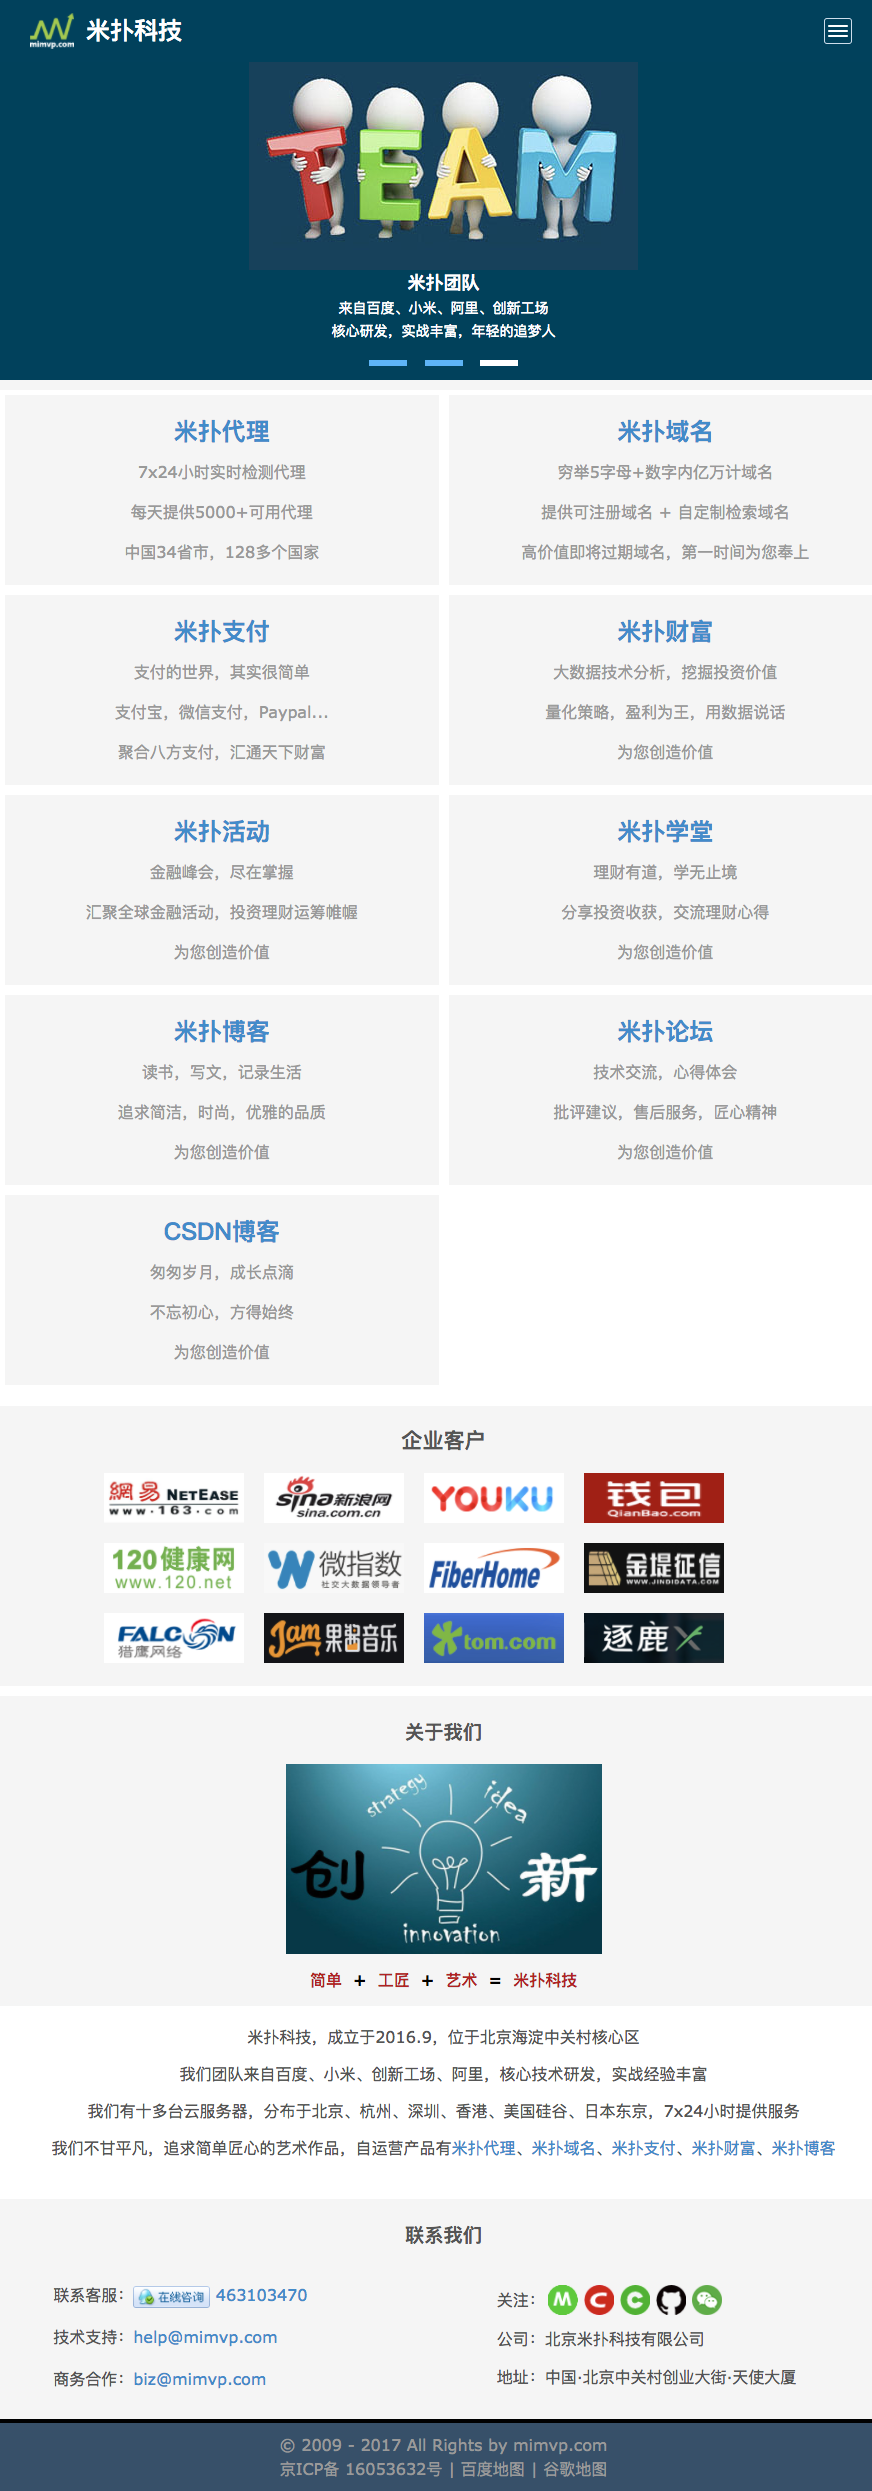 mimvp.com
米扑科技
TEAM
米扑团队
来自百度、小米、阿里、创新工场
核心研发，实战丰富，年轻的追梦人
米扑代理
7x24小时实时检测代理
每天提供5000+可用代理
中国34省市，128多个国家
米扑域名
穷举5字母+数字内亿万计域名
提供可注册域名 + 自定制检索域名
高价值即将过期域名，第一时间为您奉上
米扑支付
支付的世界，其实很简单
支付宝，微信支付，Paypal...
聚合八方支付，汇通天下财富
米扑财富
大数据技术分析，挖掘投资价值
量化策略，盈利为王，用数据说话
为您创造价值
米扑活动
金融峰会，尽在掌握
汇聚全球金融活动，投资理财运筹帷幄
为您创造价值
米扑学堂
理财有道，学无止境
分享投资收获，交流理财心得
为您创造价值
米扑博客
读书，写文，记录生活
追求简洁，时尚，优雅的品质
为您创造价值
米扑论坛
技术交流，心得体会
批评建议，售后服务，匠心精神
为您创造价值
CSDN博客
匆匆岁月，成长点滴
不忘初心，方得始终
为您创造价值
企业客户
網易 NETEASE
www.163.com
sina新浪网
sina.com.cn
YOUKU
钱包
QianBao.com
120健康网
www.120.net
微指数
社交大数据领导者
FiberHome
金堤征信
WWW.JINDIDATA.COM
FALCON
猎鹰网络
Jam 果酱音乐
tom.com
逐鹿X
关于我们
strategy
idea
创新
innovation
简单 + 工匠 + 艺术 = 米扑科技
米扑科技，成立于2016.9，位于北京海淀中关村核心区
我们团队来自百度、小米、创新工场、阿里，核心技术研发，实战经验丰富
我们有十多台云服务器，分布于北京、杭州、深圳、香港、美国硅谷、日本东京，7x24小时提供服务
我们不甘平凡，追求简单匠心的艺术作品，自运营产品有米扑代理、米扑域名、米扑支付、米扑财富、米扑博客
联系我们
联系客服：在线咨询 463103470
技术支持：help@mimvp.com
商务合作：biz@mimvp.com
关注：M C C
公司：北京米扑科技有限公司
地址：中国·北京中关村创业大街·天使大厦
© 2009 - 2017 All Rights by mimvp.com
京ICP备 16053632号 | 百度地图 | 谷歌地图